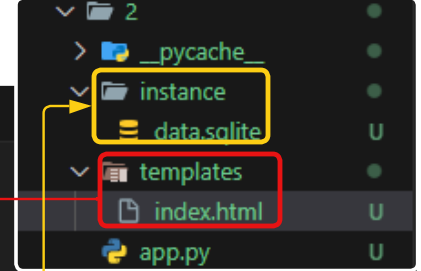 2
__pycache__
instance
data.sqlite U
templates
index.html U
app.py U